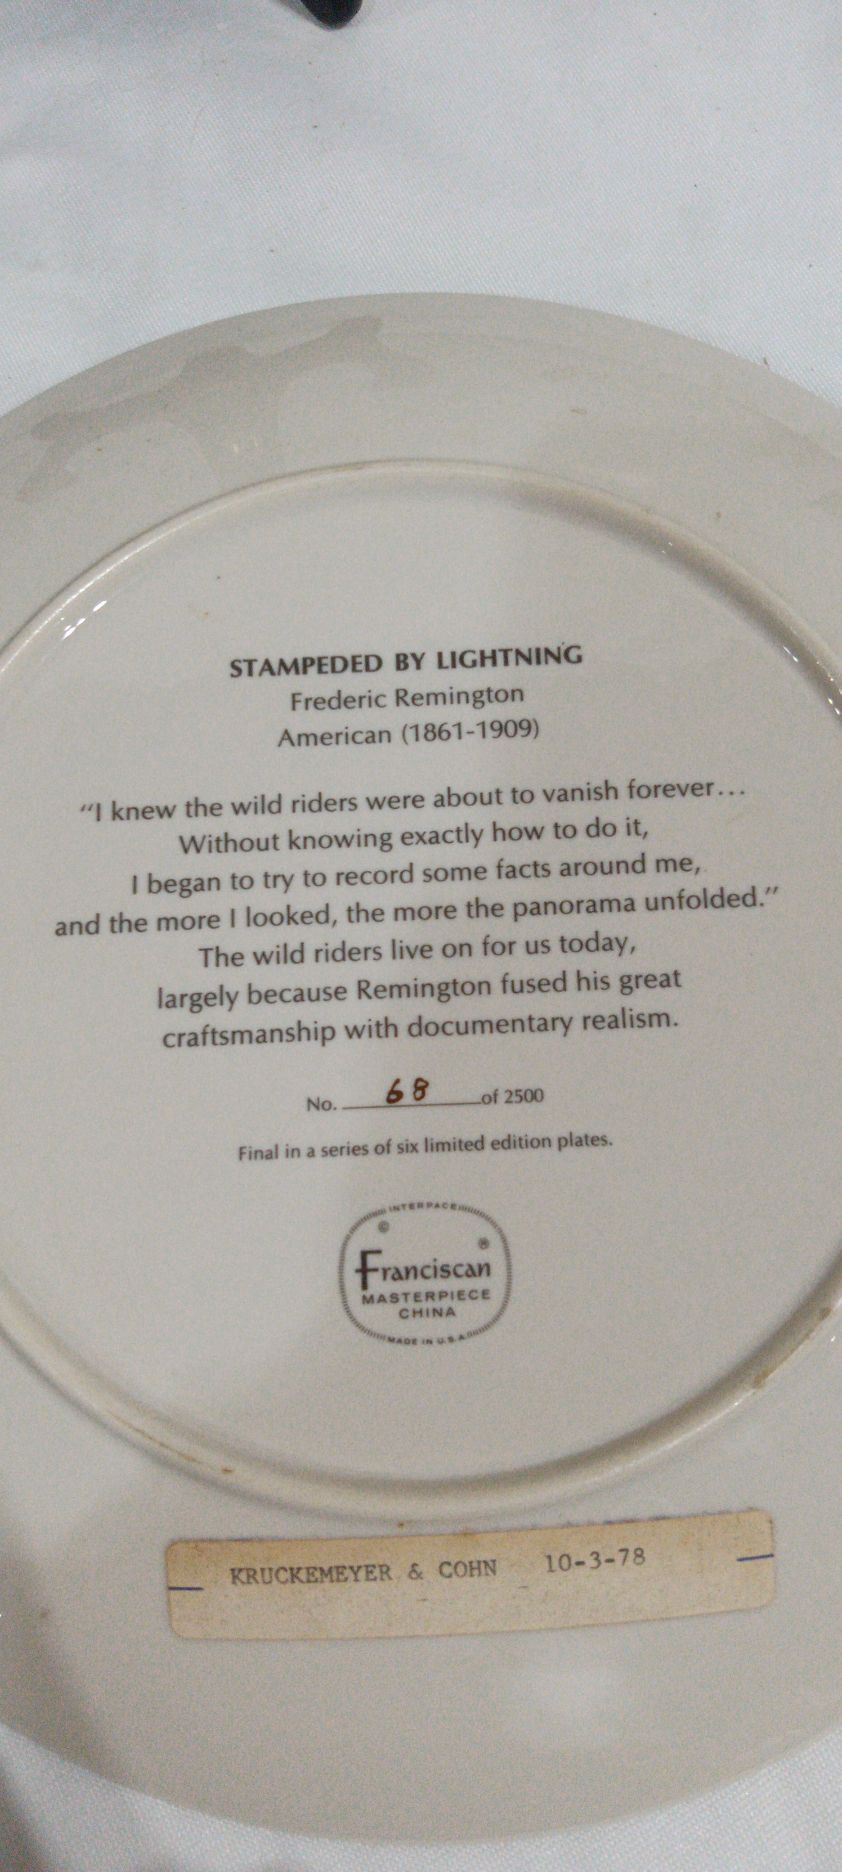 STAMPEDED BY LIGHTNING
Frederic Remington
American (1861-1909)
“I knew the wild riders were about to vanish forever...
Without knowing exactly how to do it,
I began to try to record some facts around me,
and the more I looked, the more the panorama unfolded.”
The wild riders live on for us today,
largely because Remington fused his great
craftsmanship with documentary realism.
No. 68 of 2500
Final in a series of six limited edition plates.
INTERPACE
© ®
Franciscan
MASTERPIECE
CHINA
MADE IN U.S.A.
KRUCKEMEYER & COHN 10-3-78